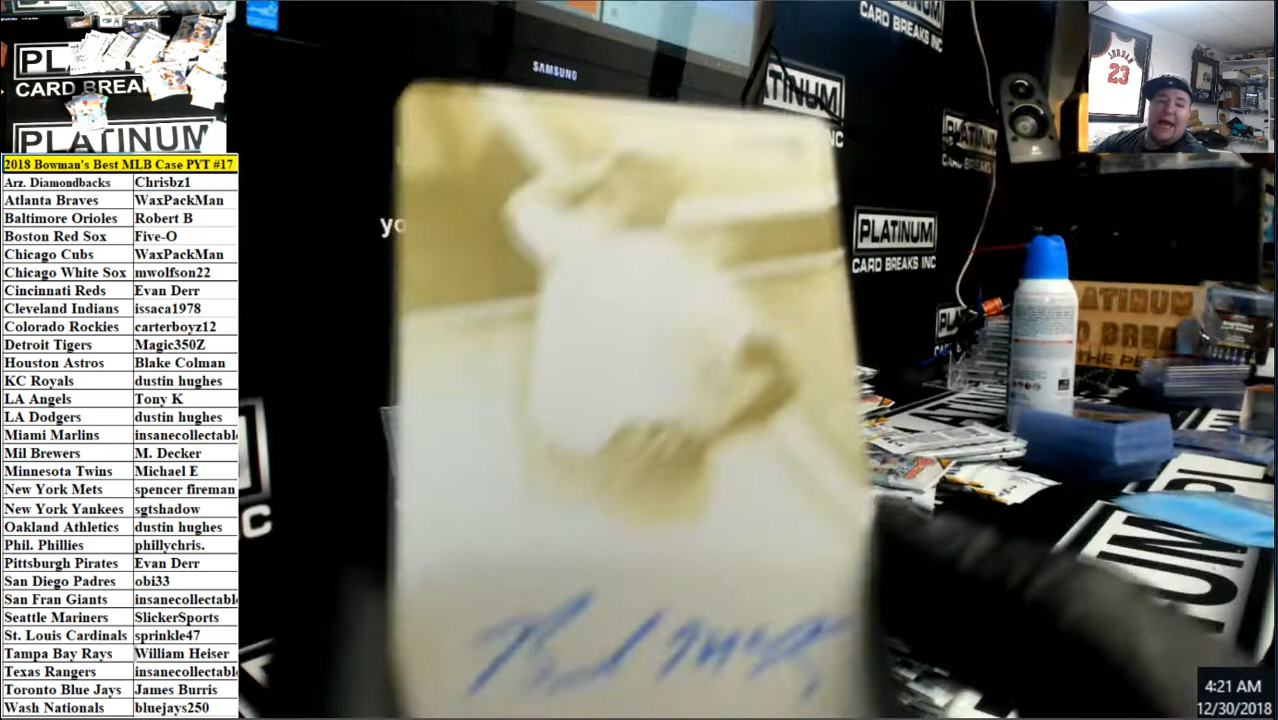 PL
CARD BREAK
PLATINUM
2018 Bowman's Best MLB Case PYT #17
Arz. Diamondbacks Chrisbz1
Atlanta Braves WaxPackMan
Baltimore Orioles Robert B
Boston Red Sox Five-O
Chicago Cubs WaxPackMan
Chicago White Sox mwolfson22
Cincinnati Reds Evan Derr
Cleveland Indians issaca1978
Colorado Rockies carterboyz12
Detroit Tigers Magic350Z
Houston Astros Blake Colman
KC Royals dustin hughes
LA Angels Tony K
LA Dodgers dustin hughes
Miami Marlins insanecollectabl
Mil Brewers M. Decker
Minnesota Twins Michael E
New York Mets spencer fireman
New York Yankees sgtshadow
Oakland Athletics dustin hughes
Phil. Phillies phillychris.
Pittsburgh Pirates Evan Derr
San Diego Padres obi33
San Fran Giants insanecollectabl
Seattle Mariners SlickerSports
St. Louis Cardinals sprinkle47
Tampa Bay Rays William Heiser
Texas Rangers insanecollectabl
Toronto Blue Jays James Burris
Wash Nationals bluejays250
SAMSUNG
yo
CARD BREAKS INC
ATINUM
PLATINUM
CARD BREAKS INC
JORDAN
23
ATINUM
4:21 AM
12/30/2018